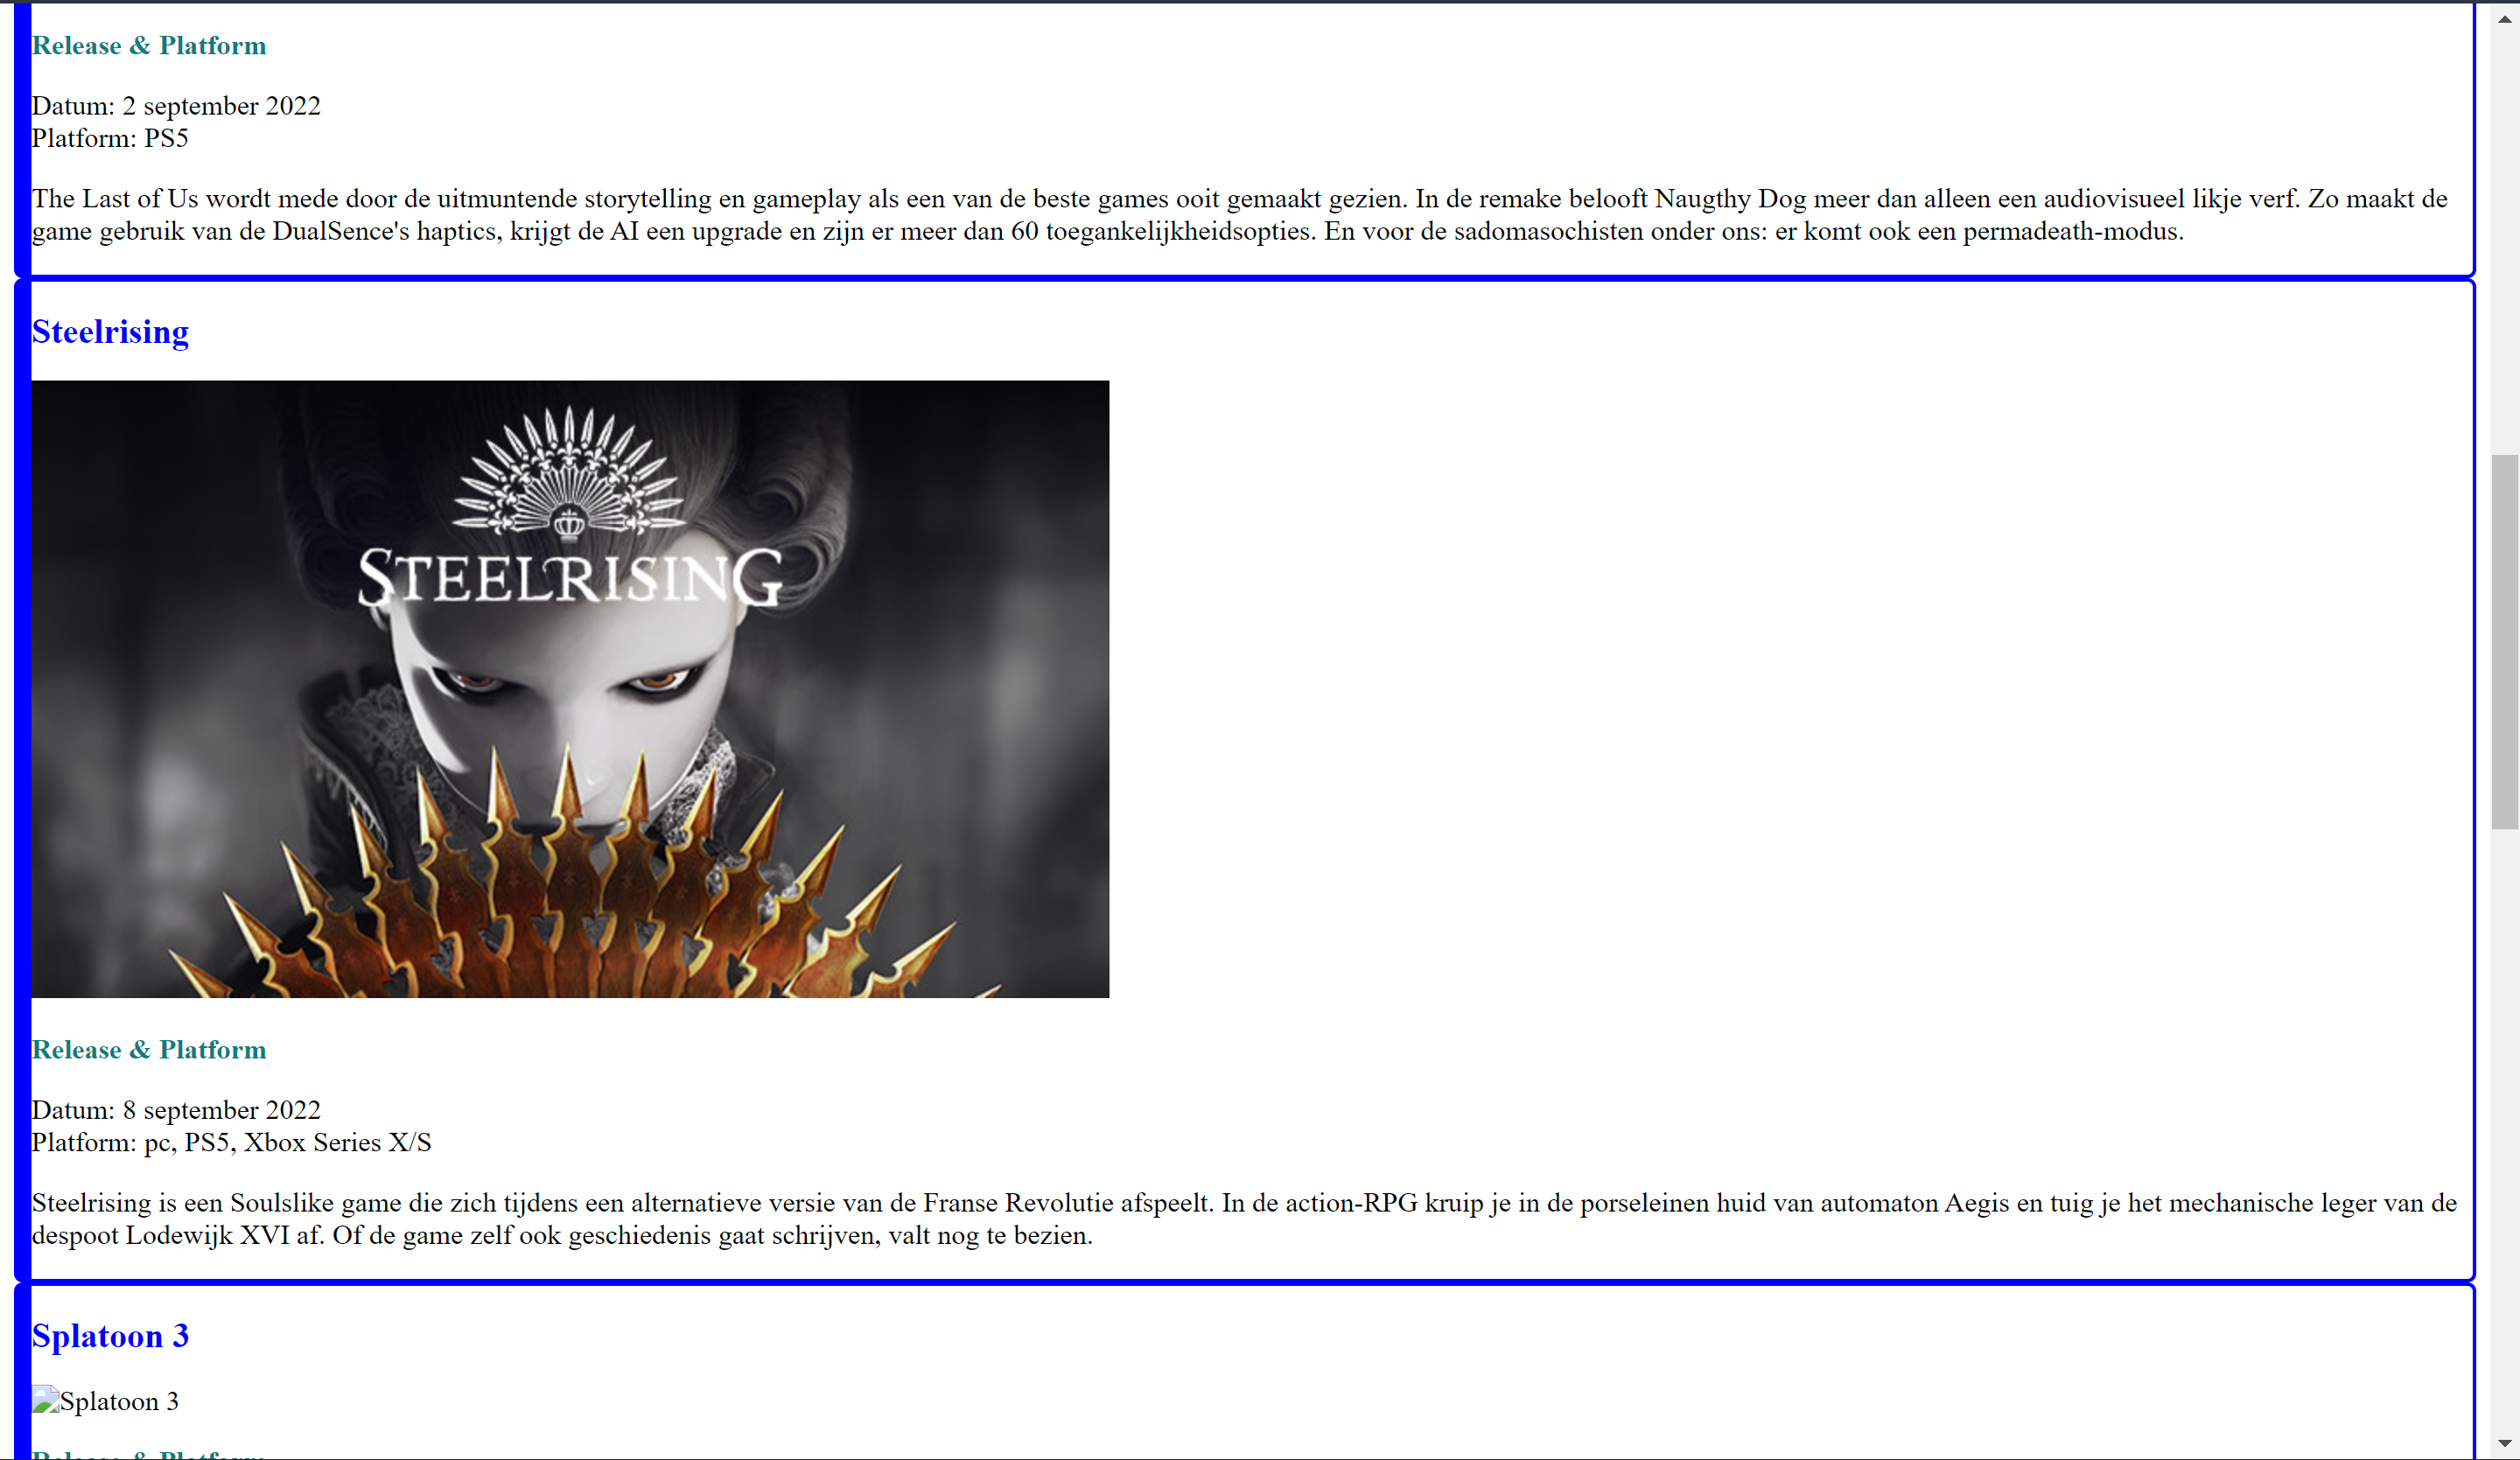 Release & Platform
Datum: 2 september 2022
Platform: PS5
The Last of Us wordt mede door de uitmuntende storytelling en gameplay als een van de beste games ooit gemaakt gezien. In de remake belooft Naugthy Dog meer dan alleen een audiovisueel likje verf. Zo maakt de
game gebruik van de DualSence's haptics, krijgt de AI een upgrade en zijn er meer dan 60 toegankelijkheidsopties. En voor de sadomasochisten onder ons: er komt ook een permadeath-modus.
Steelrising
STEELRISING
Release & Platform
Datum: 8 september 2022
Platform: pc, PS5, Xbox Series X/S
Steelrising is een Soulslike game die zich tijdens een alternatieve versie van de Franse Revolutie afspeelt. In de action-RPG kruip je in de porseleinen huid van automaton Aegis en tuig je het mechanische leger van de
despoot Lodewijk XVI af. Of de game zelf ook geschiedenis gaat schrijven, valt nog te bezien.
Splatoon 3
Splatoon 3
Release & Platform